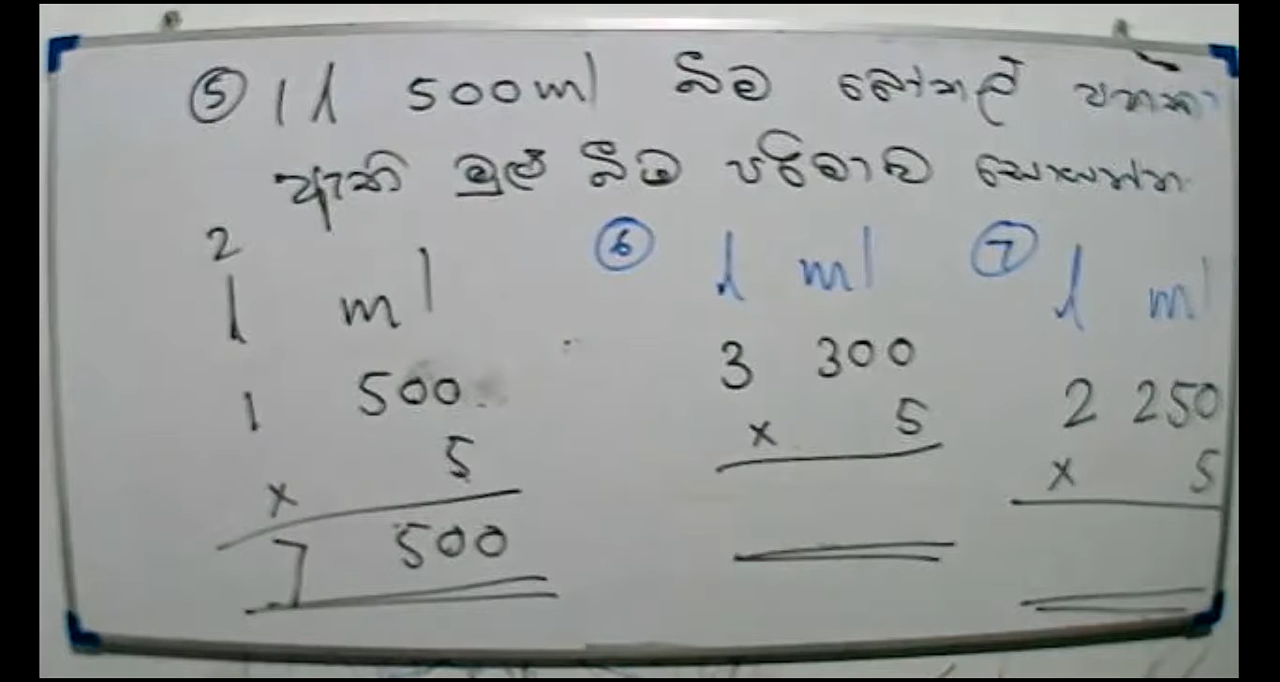 ⑤ 1 l 500ml බීම බෝතල් පහක
ඇති මුළු බීම පරිමාව සොයන්න.
2
l ml
1 500
× 5
7 500
⑥ l ml
3 300
× 5
⑦ l ml
2 250
× 5